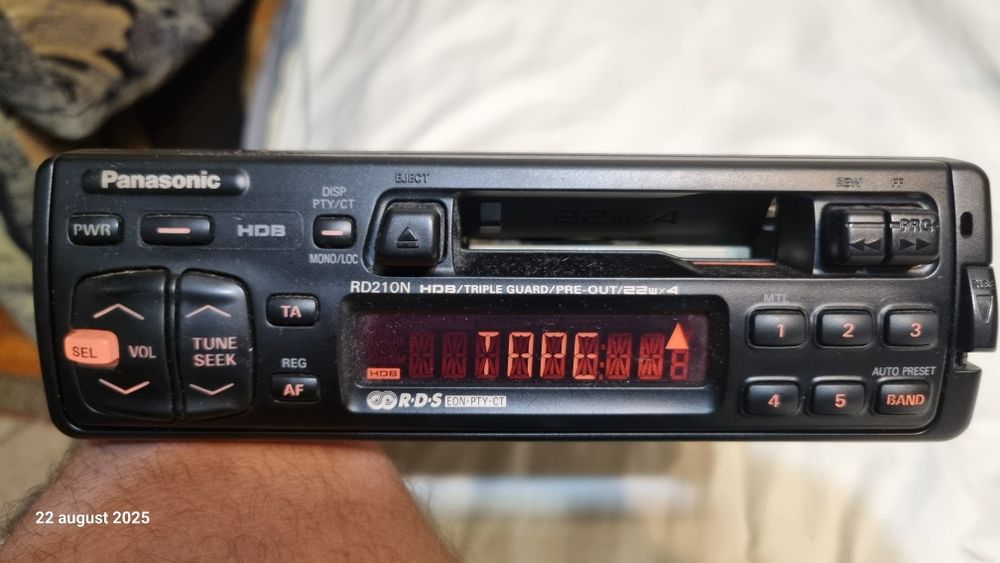 Panasonic
EJECT
REW FF
PWR
HDB
DISP
PTY/CT
MONO/LOC
22W×4
PRG
RD210N HDB/TRIPLE GUARD/PRE-OUT/22W×4
SEL
VOL
TUNE
SEEK
TA
REG
AF
TAPE
HDB
R·D·S EON·PTY·CT
MTL
1
2
3
4
5
AUTO PRESET
BAND
22 august 2025